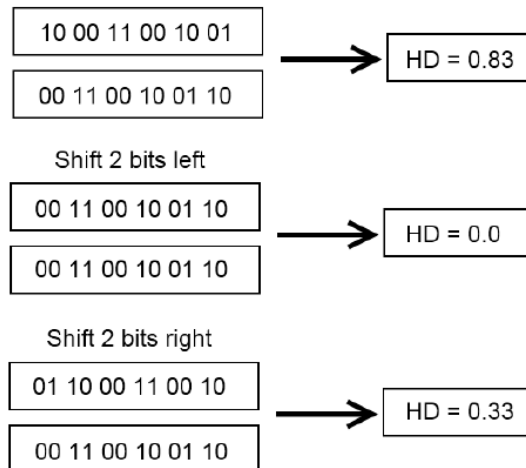 10 00 11 00 10 01
HD = 0.83
00 11 00 10 01 10
Shift 2 bits left
00 11 00 10 01 10
HD = 0.0
00 11 00 10 01 10
Shift 2 bits right
01 10 00 11 00 10
HD = 0.33
00 11 00 10 01 10